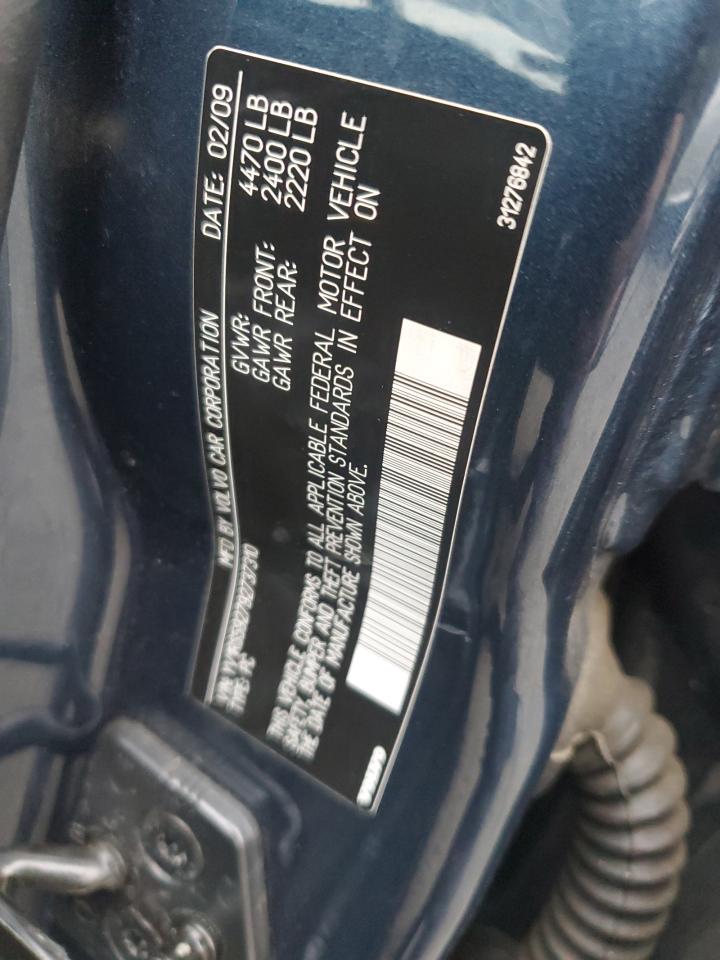 MFD BY VOLVO CAR CORPORATION DATE: 02/09
GVWR: 4470 LB
GAWR FRONT: 2400 LB
GAWR REAR: 2220 LB
TYPE: PC
THIS VEHICLE CONFORMS TO ALL APPLICABLE FEDERAL MOTOR VEHICLE
SAFETY, BUMPER AND THEFT PREVENTION STANDARDS IN EFFECT ON
THE DATE OF MANUFACTURE SHOWN ABOVE.
31276842